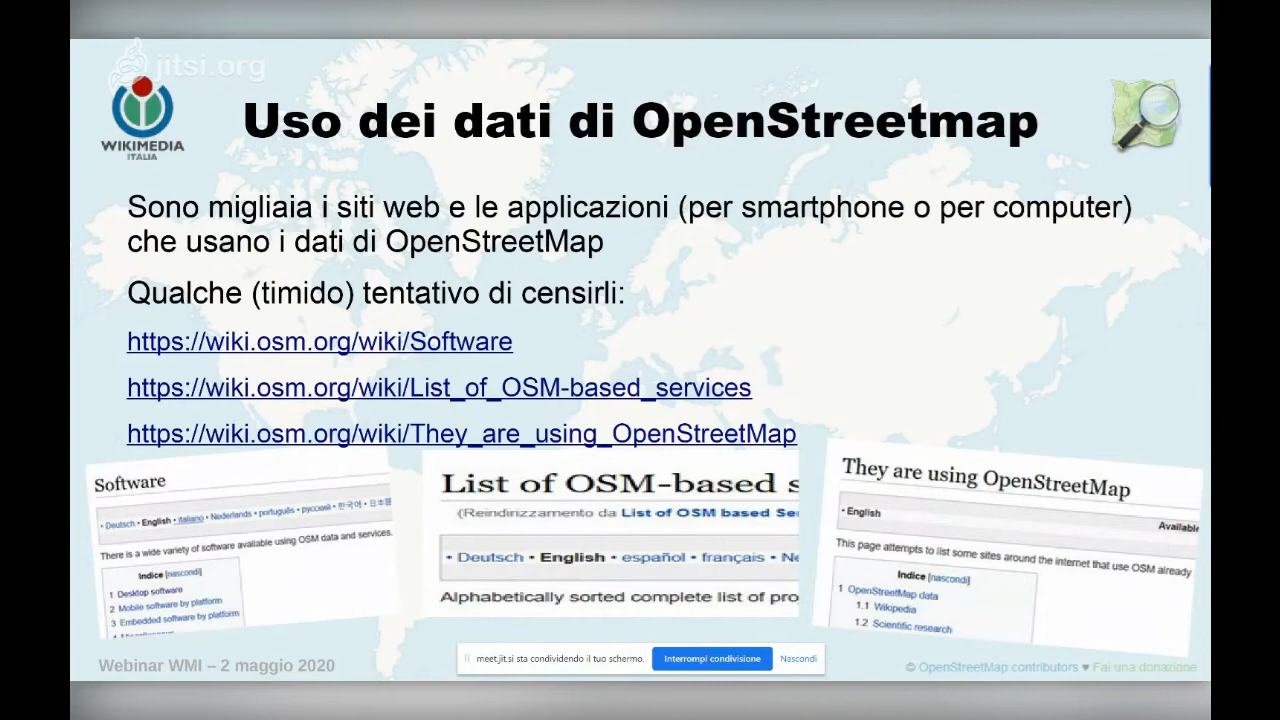 jitsi.org
WIKIMEDIA
ITALIA
Uso dei dati di OpenStreetmap
Sono migliaia i siti web e le applicazioni (per smartphone o per computer)
che usano i dati di OpenStreetMap
Qualche (timido) tentativo di censirli:
https://wiki.osm.org/wiki/Software
https://wiki.osm.org/wiki/List_of_OSM-based_services
https://wiki.osm.org/wiki/They_are_using_OpenStreetMap
Software
• Deutsch • English • italiano • Nederlands • português • русский • 한국어 • 日本語
There is a wide variety of software available using OSM data and services.
Indice [nascondi]
1 Desktop software
2 Mobile software by platform
3 Embedded software by platform
List of OSM-based s
(Reindirizzamento da List of OSM based Se
• Deutsch • English • español • français • Ne
Alphabetically sorted complete list of pro
They are using OpenStreetMap
• English
Available
This page attempts to list some sites around the internet that use OSM already
Indice [nascondi]
1 OpenStreetMap data
1.1 Wikipedia
1.2 Scientific research
Webinar WMI – 2 maggio 2020
meet.jit.si sta condividendo il tuo schermo.
Interrompi condivisione
Nascondi
© OpenStreetMap contributors ♥ Fai una donazione